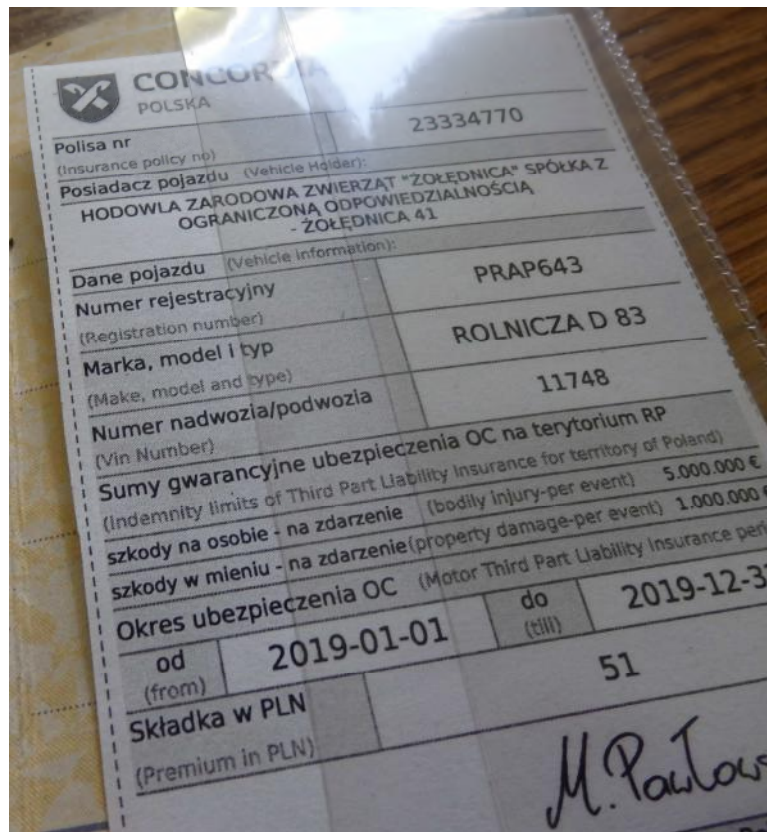 CONCORDIA
POLSKA
Polisa nr 23334770
(Insurance policy no)
Posiadacz pojazdu (Vehicle Holder):
HODOWLA ZARODOWA ZWIERZĄT "ŻOŁĘDNICA" SPÓŁKA Z
OGRANICZONĄ ODPOWIEDZIALNOŚCIĄ
- ŻOŁĘDNICA 41
Dane pojazdu (Vehicle information):
Numer rejestracyjny PRAP643
(Registration number)
Marka, model i typ ROLNICZA D 83
(Make, model and type)
Numer nadwozia/podwozia 11748
(Vin Number)
Sumy gwarancyjne ubezpieczenia OC na terytorium RP
(Indemnity limits of Third Part Liability Insurance for territory of Poland)
szkody na osobie - na zdarzenie (bodily injury-per event) 5.000.000 €
szkody w mieniu - na zdarzenie (property damage-per event) 1.000.000 €
Okres ubezpieczenia OC (Motor Third Part Liability Insurance peri
od 2019-01-01 do 2019-12-3
(from) (till)
Składka w PLN 51
(Premium in PLN)
M. Pawłow